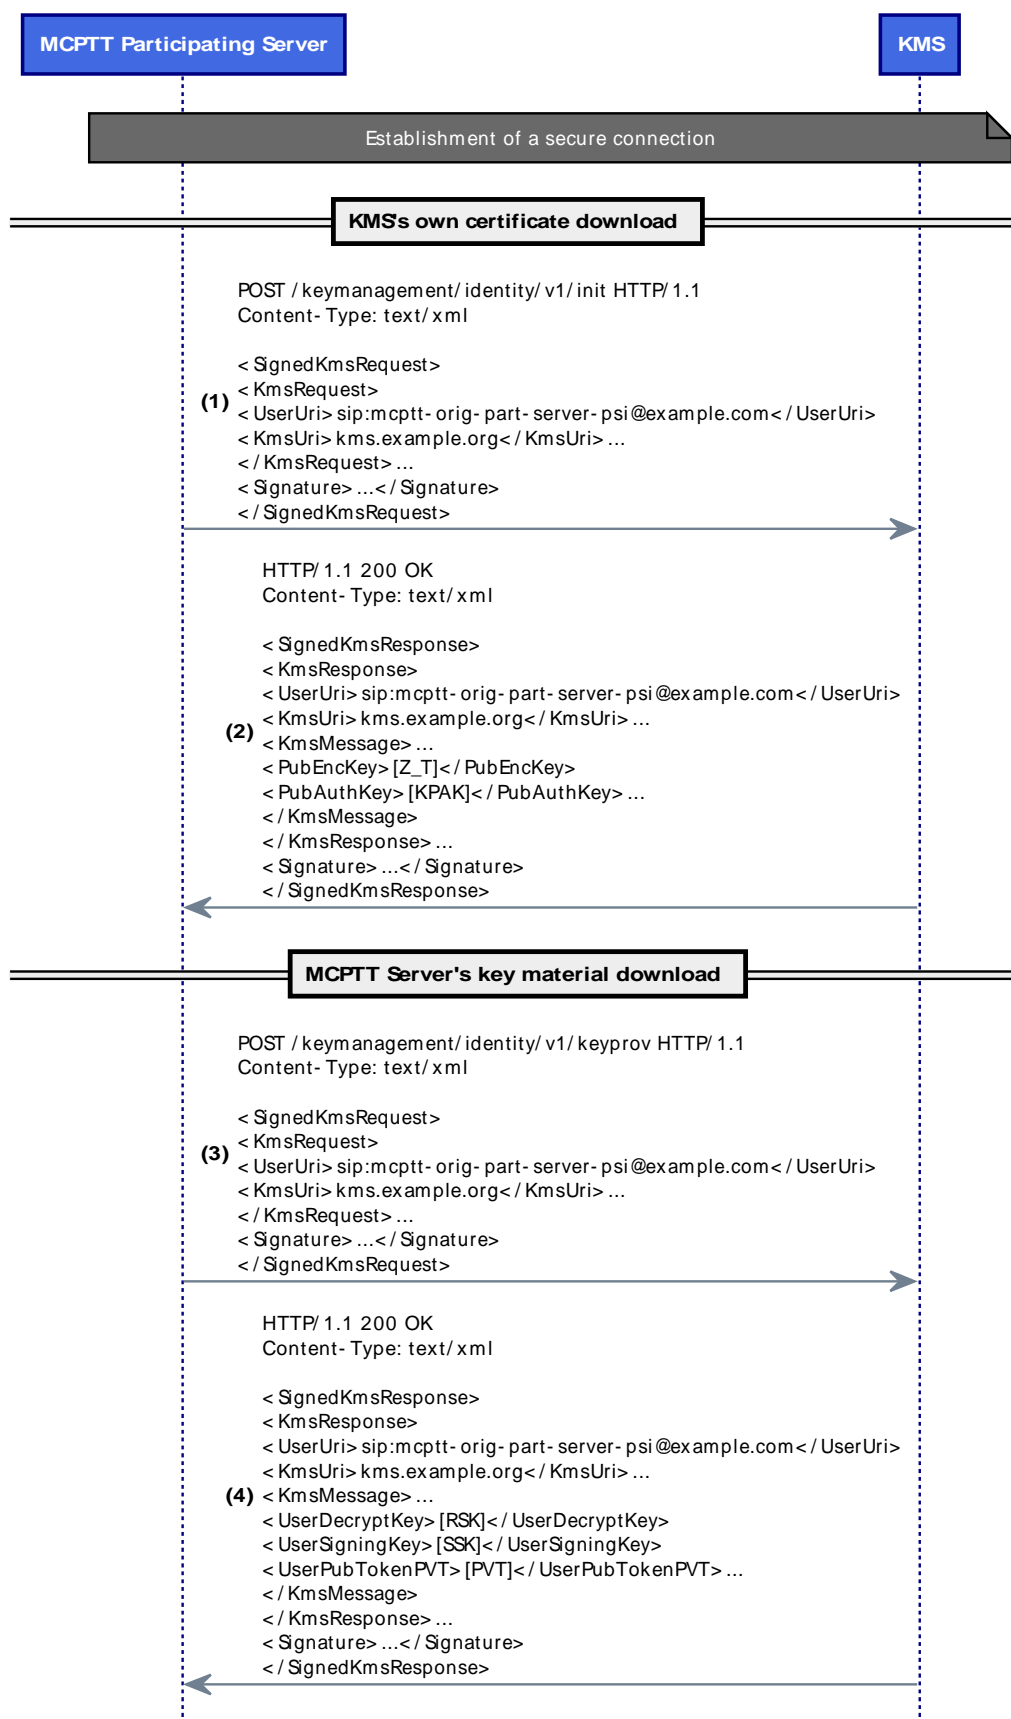 MCPTT Participating Server
KMS
Establishment of a secure connection
KMS's own certificate download
POST /keymanagement/identity/v1/init HTTP/1.1
Content-Type: text/xml
<SignedKmsRequest>
<KmsRequest>
(1)
<UserUri>sip:mcptt-orig-part-server-psi@example.com</UserUri>
<KmsUri>kms.example.org</KmsUri>...
</KmsRequest>...
<Signature>...</Signature>
</SignedKmsRequest>
HTTP/1.1 200 OK
Content-Type: text/xml
<SignedKmsResponse>
<KmsResponse>
<UserUri>sip:mcptt-orig-part-server-psi@example.com</UserUri>
<KmsUri>kms.example.org</KmsUri>...
(2)
<KmsMessage>...
<PubEncKey>[Z_T]</PubEncKey>
<PubAuthKey>[KPAK]</PubAuthKey>...
</KmsMessage>
</KmsResponse>...
<Signature>...</Signature>
</SignedKmsResponse>
MCPTT Server's key material download
POST /keymanagement/identity/v1/keyprov HTTP/1.1
Content-Type: text/xml
<SignedKmsRequest>
<KmsRequest>
(3)
<UserUri>sip:mcptt-orig-part-server-psi@example.com</UserUri>
<KmsUri>kms.example.org</KmsUri>...
</KmsRequest>...
<Signature>...</Signature>
</SignedKmsRequest>
HTTP/1.1 200 OK
Content-Type: text/xml
<SignedKmsResponse>
<KmsResponse>
<UserUri>sip:mcptt-orig-part-server-psi@example.com</UserUri>
<KmsUri>kms.example.org</KmsUri>...
(4) <KmsMessage>...
<UserDecryptKey>[RSK]</UserDecryptKey>
<UserSigningKey>[SSK]</UserSigningKey>
<UserPubTokenPVT>[PVT]</UserPubTokenPVT>...
</KmsMessage>
</KmsResponse>...
<Signature>...</Signature>
</SignedKmsResponse>